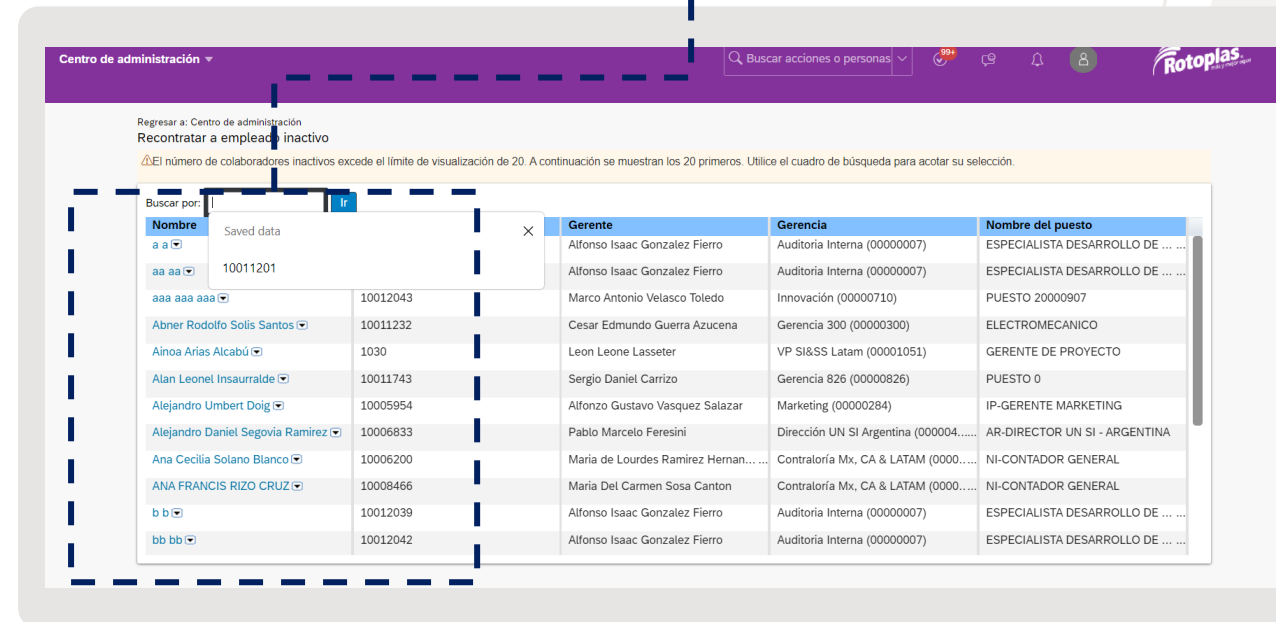 Centro de administración
Buscar acciones o personas
99+
Rotoplas
más y mejor agua
Regresar a: Centro de administración
Recontratar a empleado inactivo
El número de colaboradores inactivos excede el límite de visualización de 20. A continuación se muestran los 20 primeros. Utilice el cuadro de búsqueda para acotar su selección.
Buscar por: Ir
Nombre Gerente Gerencia Nombre del puesto
Saved data
10011201
a a Alfonso Isaac Gonzalez Fierro Auditoria Interna (00000007) ESPECIALISTA DESARROLLO DE ... ...
aa aa Alfonso Isaac Gonzalez Fierro Auditoria Interna (00000007) ESPECIALISTA DESARROLLO DE ... ...
aaa aaa aaa 10012043 Marco Antonio Velasco Toledo Innovación (00000710) PUESTO 20000907
Abner Rodolfo Solis Santos 10011232 Cesar Edmundo Guerra Azucena Gerencia 300 (00000300) ELECTROMECANICO
Ainoa Arias Alcabú 1030 Leon Leone Lasseter VP SI&SS Latam (00001051) GERENTE DE PROYECTO
Alan Leonel Insaurralde 10011743 Sergio Daniel Carrizo Gerencia 826 (00000826) PUESTO 0
Alejandro Umbert Doig 10005954 Alfonzo Gustavo Vasquez Salazar Marketing (00000284) IP-GERENTE MARKETING
Alejandro Daniel Segovia Ramirez 10006833 Pablo Marcelo Feresini Dirección UN SI Argentina (000004... ... AR-DIRECTOR UN SI - ARGENTINA
Ana Cecilia Solano Blanco 10006200 Maria de Lourdes Ramirez Hernan... ... Contraloría Mx, CA & LATAM (0000... ... NI-CONTADOR GENERAL
ANA FRANCIS RIZO CRUZ 10008466 Maria Del Carmen Sosa Canton Contraloría Mx, CA & LATAM (0000... ... NI-CONTADOR GENERAL
b b 10012039 Alfonso Isaac Gonzalez Fierro Auditoria Interna (00000007) ESPECIALISTA DESARROLLO DE ... ...
bb bb 10012042 Alfonso Isaac Gonzalez Fierro Auditoria Interna (00000007) ESPECIALISTA DESARROLLO DE ... ...